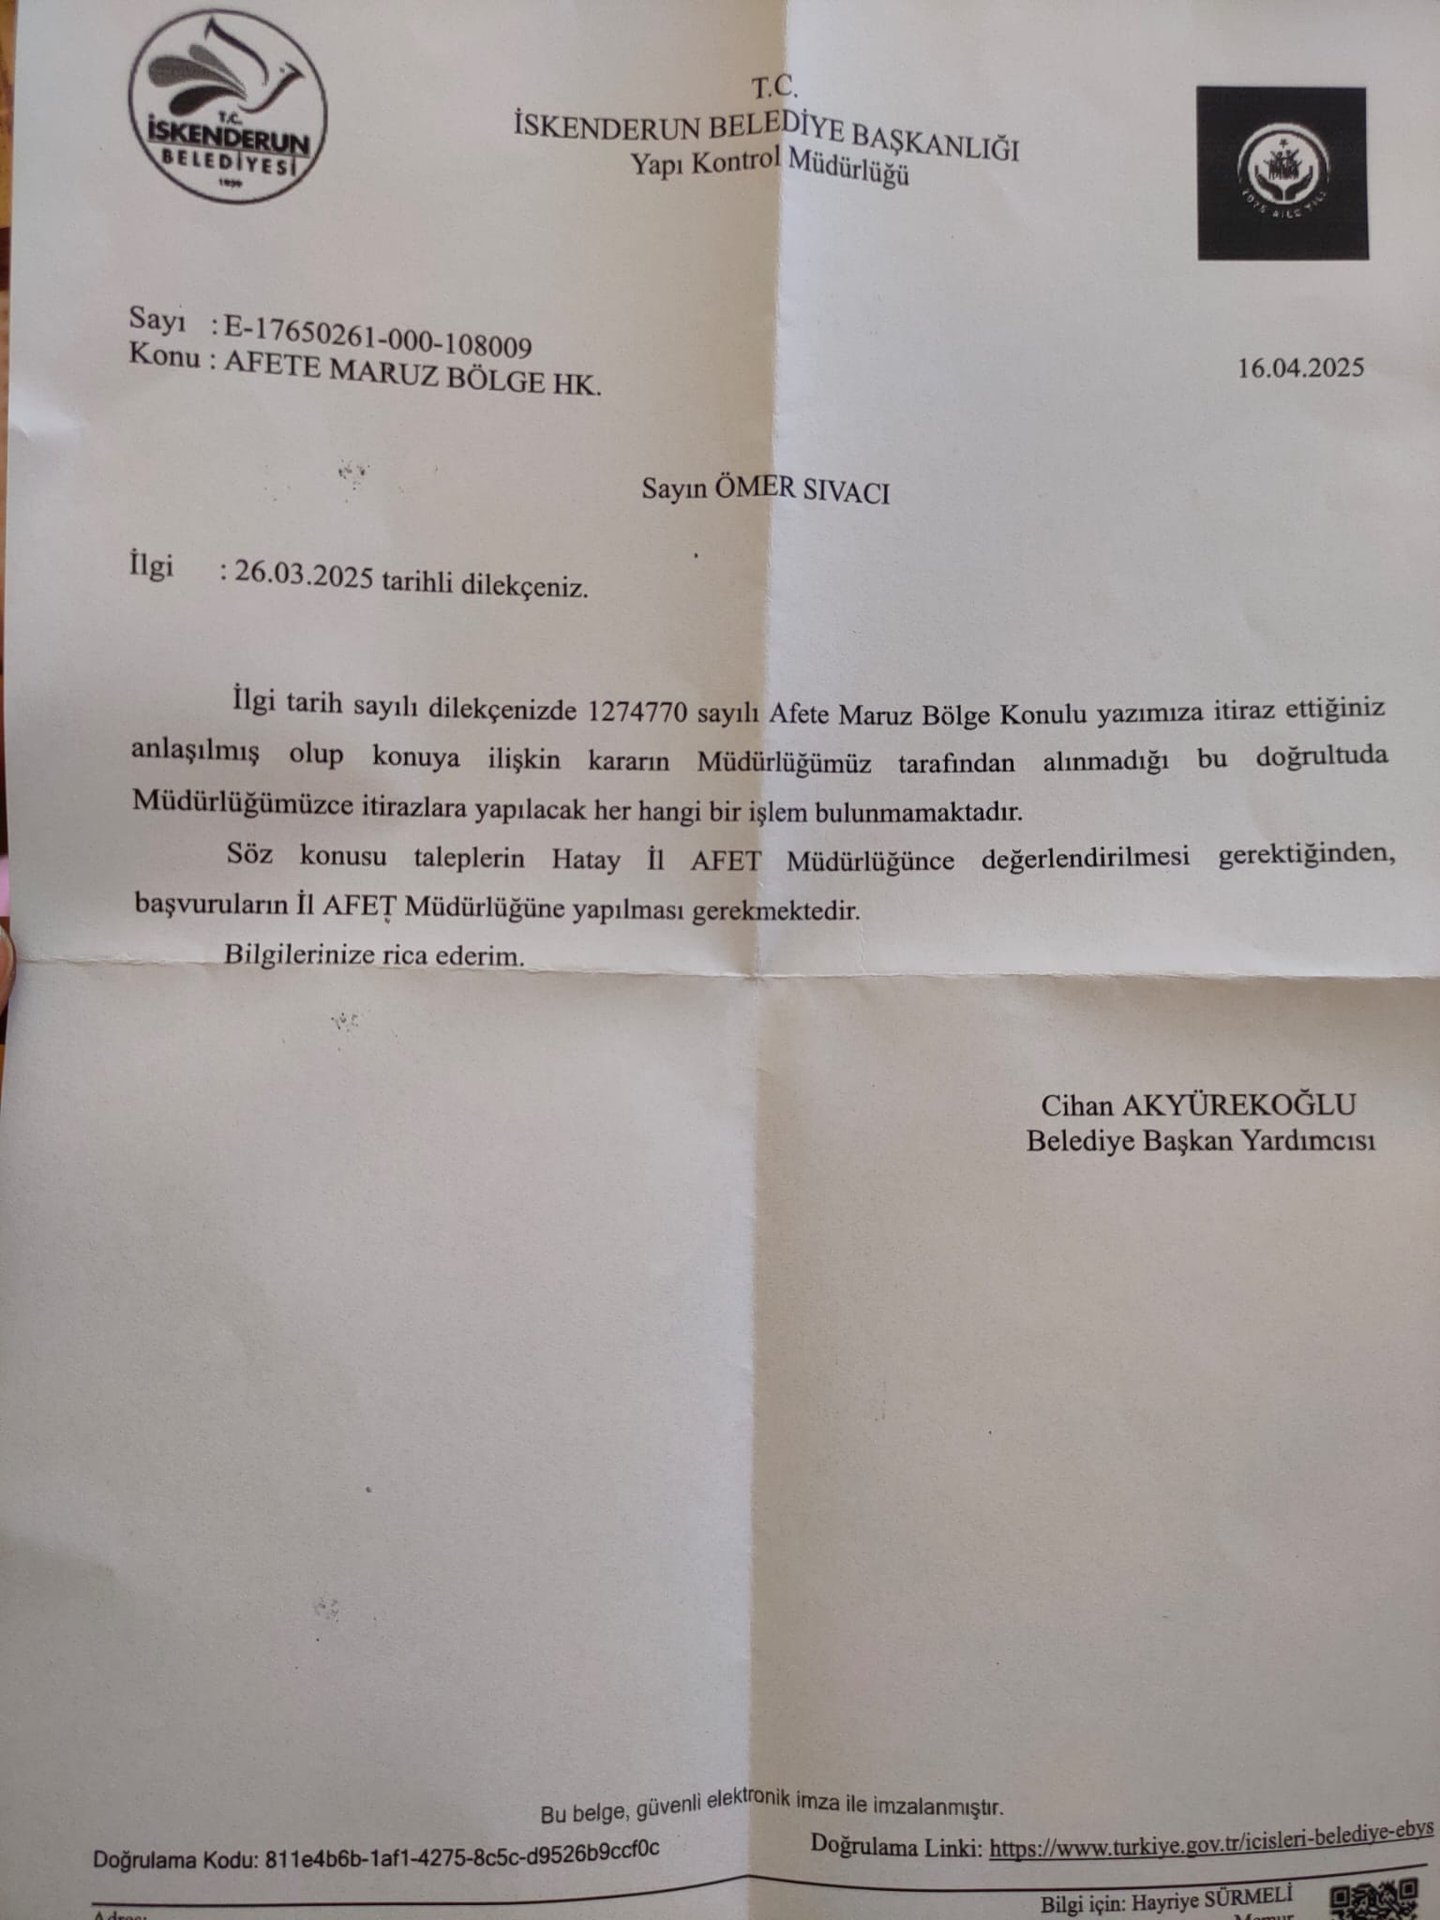 T.C.
İSKENDERUN
BELEDİYESİ
T.C.
İSKENDERUN BELEDİYE BAŞKANLIĞI
Yapı Kontrol Müdürlüğü
Sayı : E-17650261-000-108009
Konu : AFETE MARUZ BÖLGE HK.
16.04.2025
Sayın ÖMER SIVACI
İlgi : 26.03.2025 tarihli dilekçeniz.
İlgi tarih sayılı dilekçenizde 1274770 sayılı Afete Maruz Bölge Konulu yazımıza itiraz ettiğiniz
anlaşılmış olup konuya ilişkin kararın Müdürlüğümüz tarafından alınmadığı bu doğrultuda
Müdürlüğümüzce itirazlara yapılacak her hangi bir işlem bulunmamaktadır.
Söz konusu taleplerin Hatay İl AFET Müdürlüğünce değerlendirilmesi gerektiğinden,
başvuruların İl AFET Müdürlüğüne yapılması gerekmektedir.
Bilgilerinize rica ederim.
Cihan AKYÜREKOĞLU
Belediye Başkan Yardımcısı
Bu belge, güvenli elektronik imza ile imzalanmıştır.
Doğrulama Kodu: 811e4b6b-1af1-4275-8c5c-d9526b9ccf0c
Doğrulama Linki: https://www.turkiye.gov.tr/icisleri-belediye-ebys
Bilgi için: Hayriye SÜRMELİ